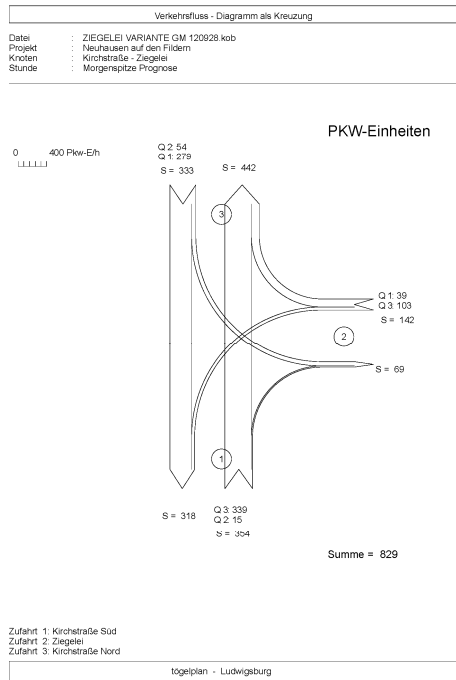 Verkehrsfluss - Diagramm als Kreuzung
Datei : ZIEGELEI VARIANTE GM 120928.kob
Projekt : Neuhausen auf den Fildern
Knoten : Kirchstraße - Ziegelei
Stunde : Morgenspitze Prognose
PKW-Einheiten
0 400 Pkw-E/h
Q 2: 54
Q 1: 279
S = 333
S = 442
3
Q 1: 39
Q 3: 103
S = 142
2
S = 69
1
S = 318
Q 3: 339
Q 2: 15
S = 354
Summe = 829
Zufahrt 1: Kirchstraße Süd
Zufahrt 2: Ziegelei
Zufahrt 3: Kirchstraße Nord
tögelplan - Ludwigsburg